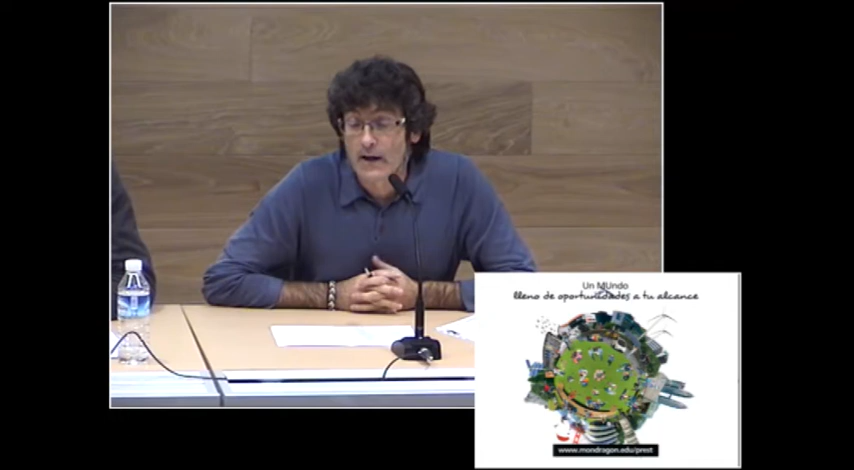 Un MUndo
lleno de oportunidades a tu alcance
www.mondragon.edu/prest